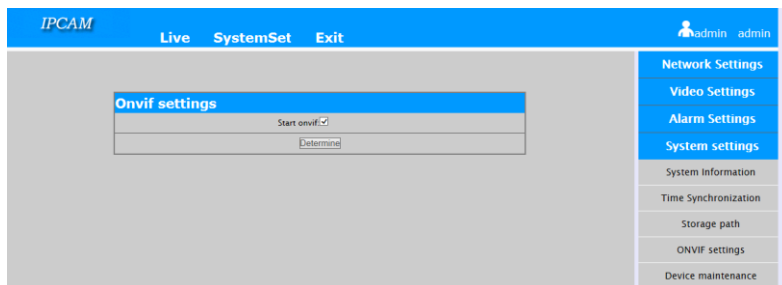 IPCAM
Live SystemSet Exit
admin admin
Onvif settings
Start onvif:
Determine
Network Settings
Video Settings
Alarm Settings
System settings
System Information
Time Synchronization
Storage path
ONVIF settings
Device maintenance